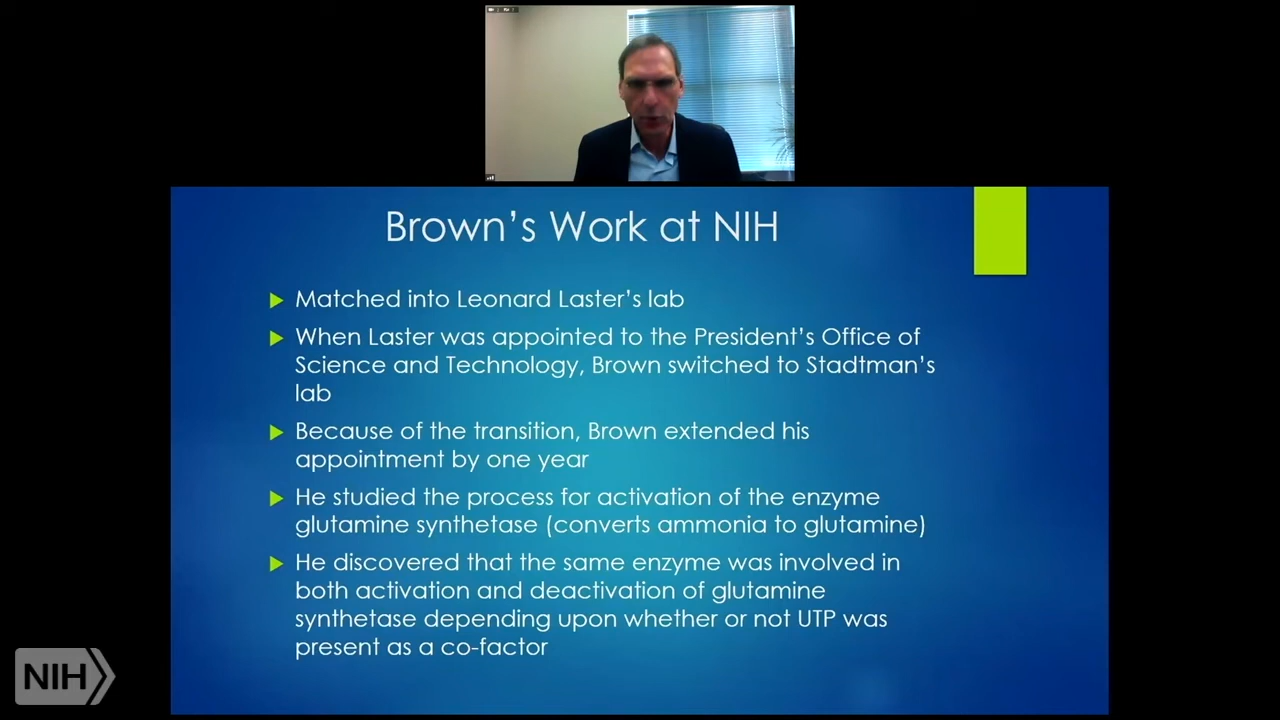 Brown's Work at NIH
Matched into Leonard Laster's lab
When Laster was appointed to the President's Office of
Science and Technology, Brown switched to Stadtman's
lab
Because of the transition, Brown extended his
appointment by one year
He studied the process for activation of the enzyme
glutamine synthetase (converts ammonia to glutamine)
He discovered that the same enzyme was involved in
both activation and deactivation of glutamine
synthetase depending upon whether or not UTP was
present as a co-factor
NIH